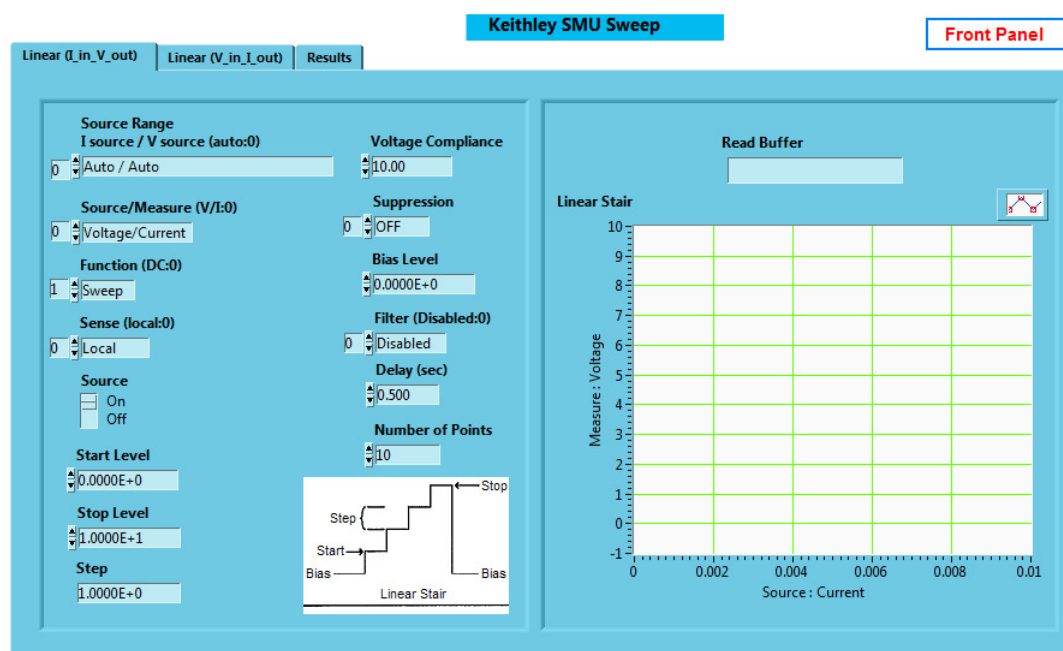 Keithley SMU Sweep
Front Panel
Linear (I_in_V_out)
Linear (V_in_I_out)
Results
Source Range
I source / V source (auto:0)
0
Auto / Auto
Source/Measure (V/I:0)
0
Voltage/Current
Function (DC:0)
1
Sweep
Sense (local:0)
0
Local
Source
On
Off
Start Level
0.0000E+0
Stop Level
1.0000E+1
Step
1.0000E+0
Voltage Compliance
10.00
Suppression
0
OFF
Bias Level
0.0000E+0
Filter (Disabled:0)
0
Disabled
Delay (sec)
0.500
Number of Points
10
Stop
Step
Start
Bias
Bias
Linear Stair
Read Buffer
Linear Stair
10
9
8
7
6
5
4
3
2
1
0
-1
Measure : Voltage
0
0.002
0.004
0.006
0.008
0.01
Source : Current